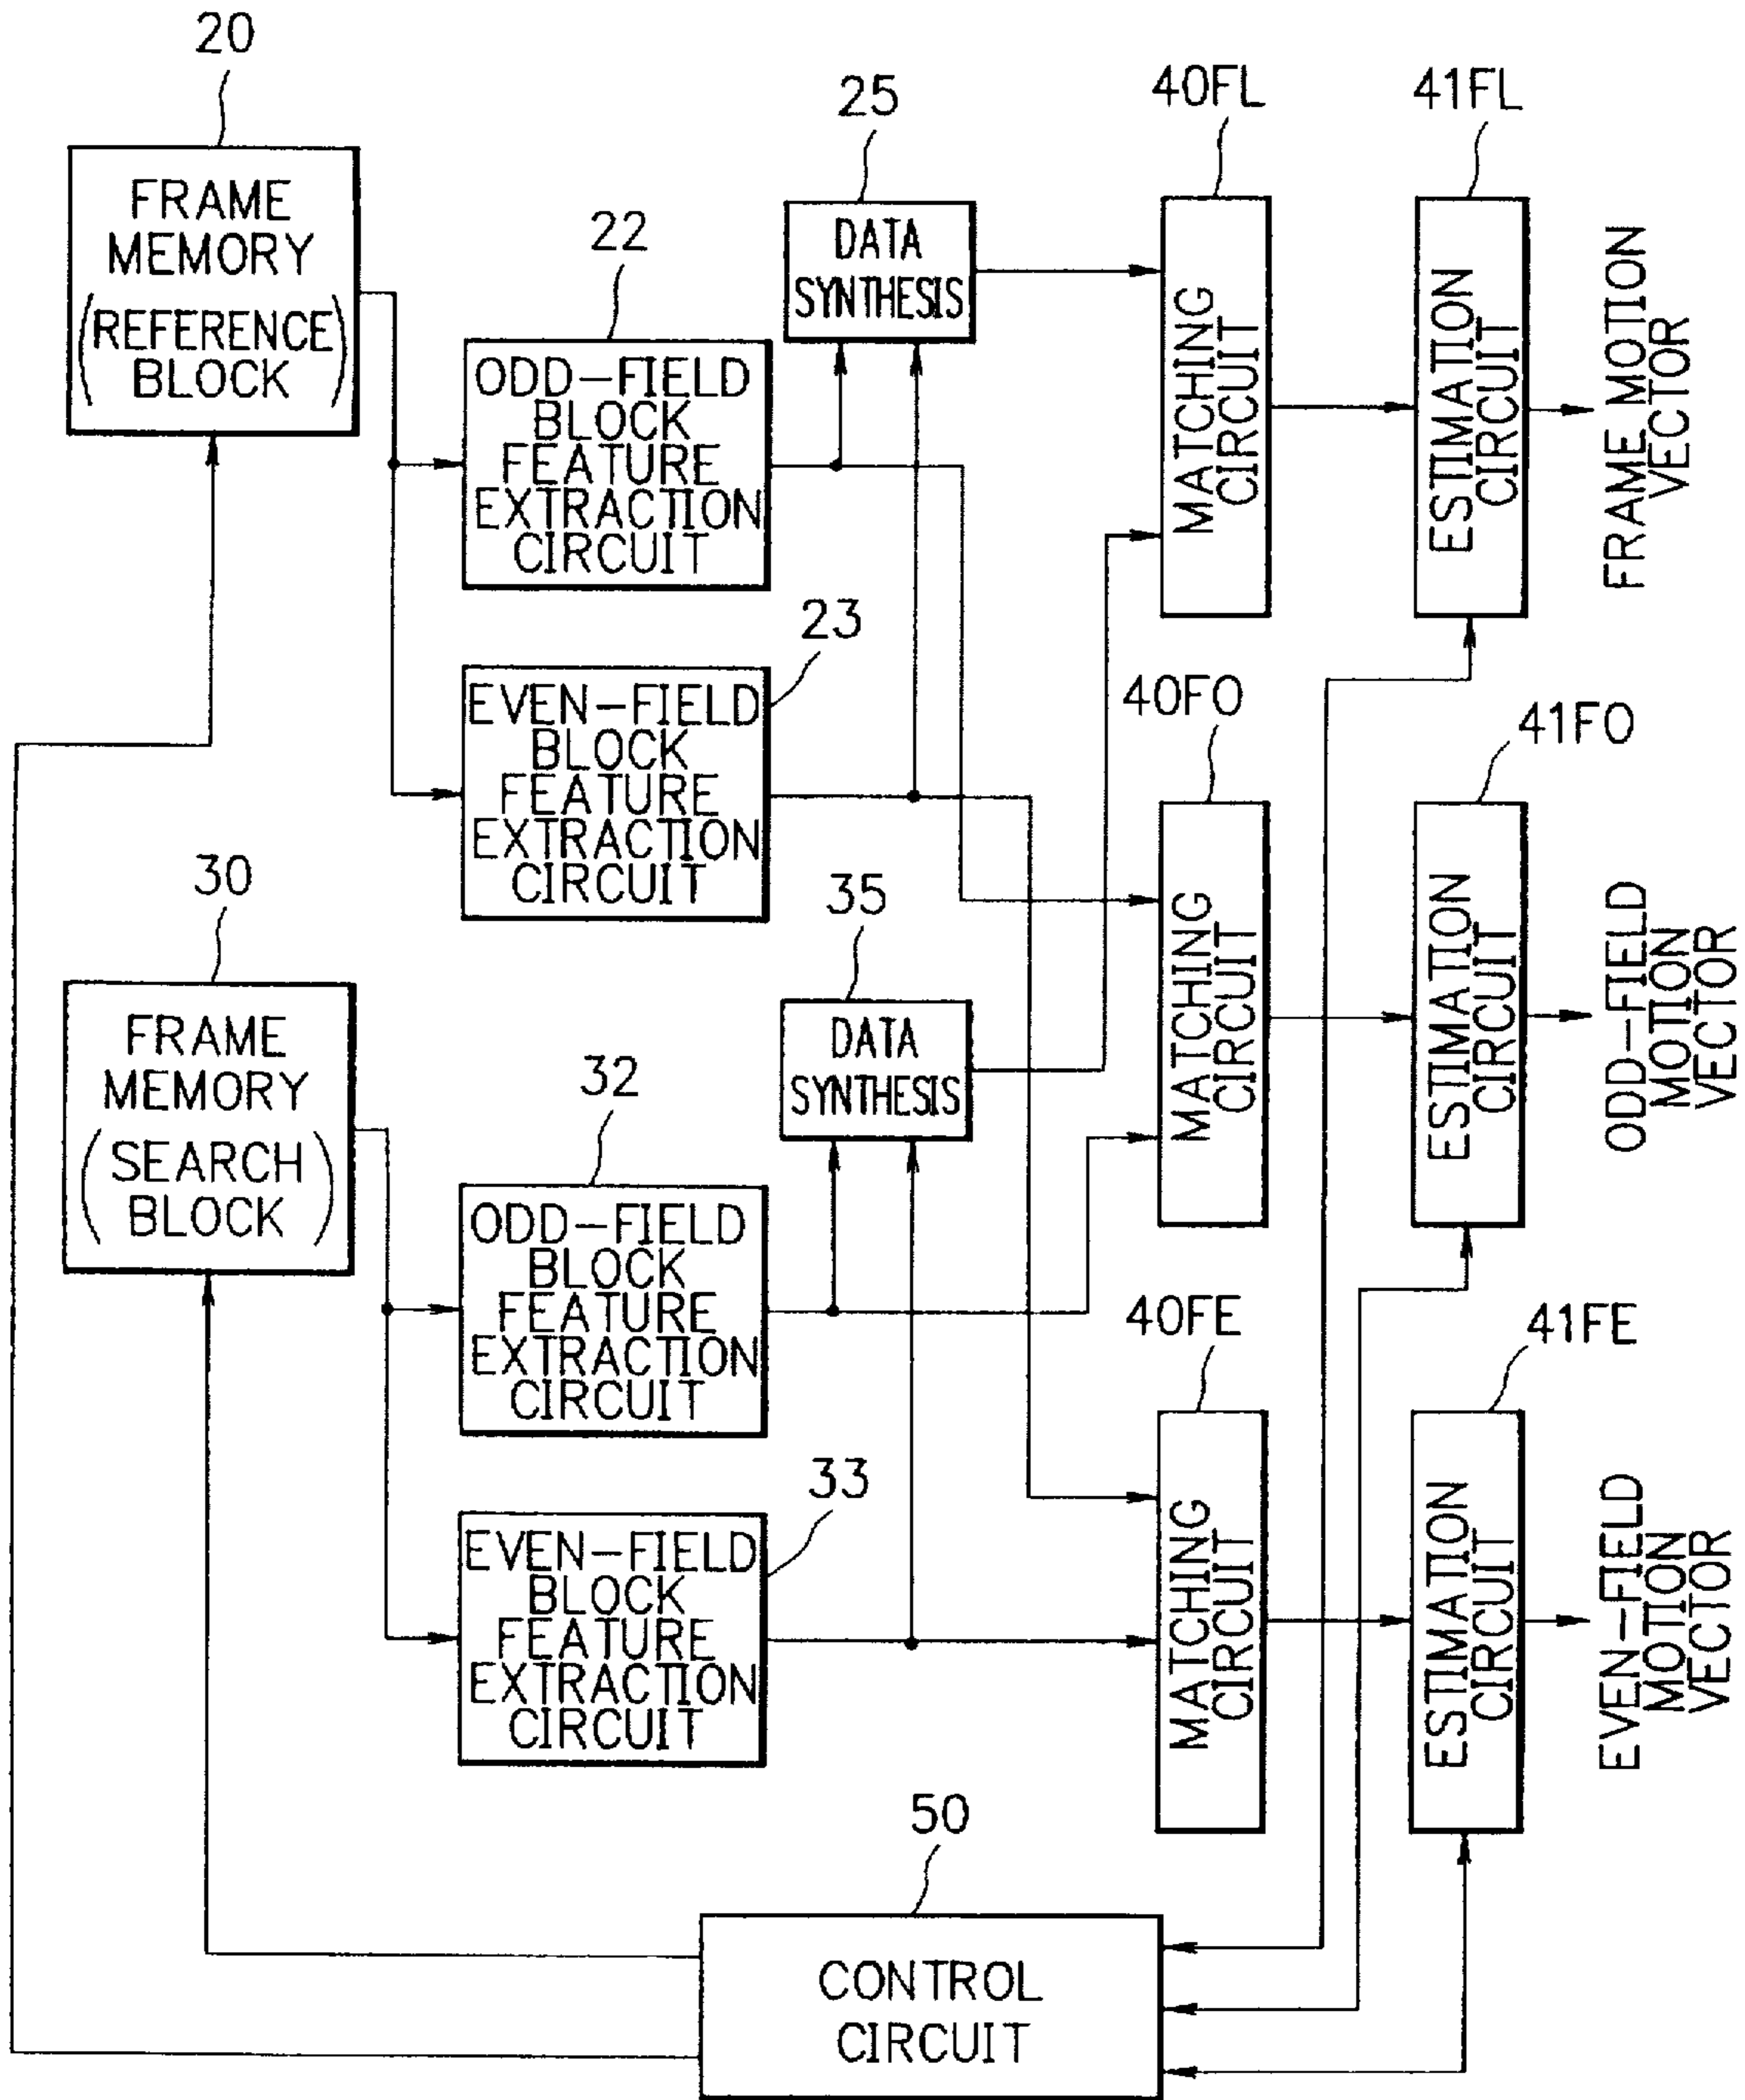 20
FRAME
MEMORY
(REFERENCE
BLOCK)
22
ODD-FIELD
BLOCK
FEATURE
EXTRACTION
CIRCUIT
23
EVEN-FIELD
BLOCK
FEATURE
EXTRACTION
CIRCUIT
25
DATA
SYNTHESIS
40FL
MATCHING
CIRCUIT
41FL
ESTIMATION
CIRCUIT
FRAME MOTION
VECTOR
30
FRAME
MEMORY
(SEARCH
BLOCK)
32
ODD-FIELD
BLOCK
FEATURE
EXTRACTION
CIRCUIT
33
EVEN-FIELD
BLOCK
FEATURE
EXTRACTION
CIRCUIT
35
DATA
SYNTHESIS
40FO
MATCHING
CIRCUIT
41FO
ESTIMATION
CIRCUIT
ODD-FIELD
MOTION
VECTOR
40FE
MATCHING
CIRCUIT
41FE
ESTIMATION
CIRCUIT
EVEN-FIELD
MOTION
VECTOR
50
CONTROL
CIRCUIT